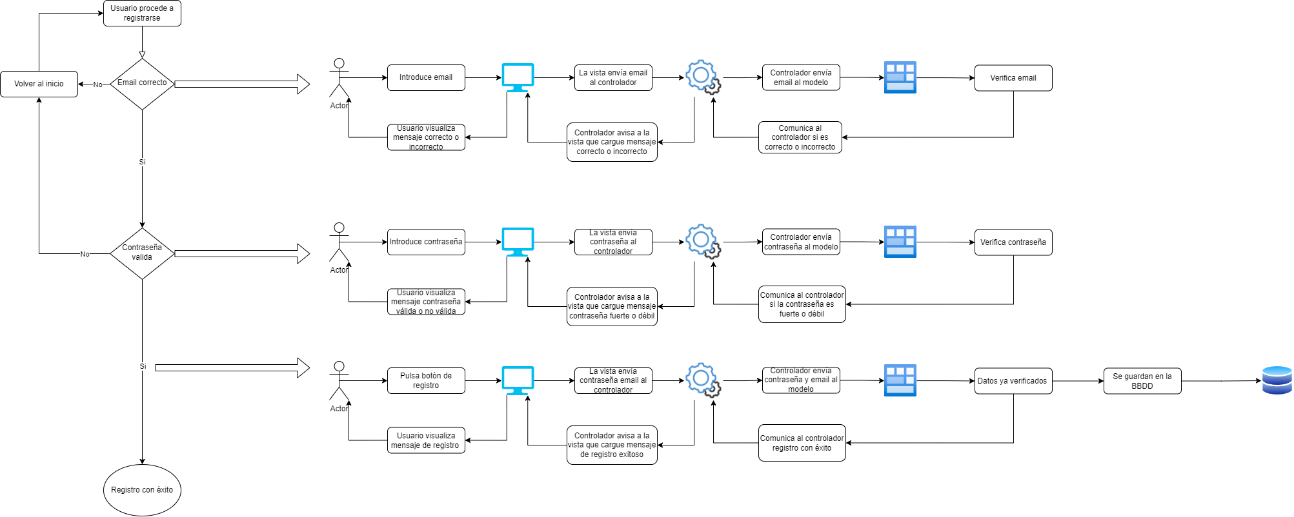 Usuario procede a
registrarse
Volver al inicio
No
Email correcto
Actor
Introduce email
La vista envía email
al controlador
Controlador envía
email al modelo
Verifica email
Usuario visualiza
mensaje correcto o
incorrecto
Controlador avisa a la
vista que cargue mensaje
correcto o incorrecto
Comunica al
controlador si es
correcto o incorrecto
Si
No
Contraseña
valida
Actor
Introduce contraseña
La vista envía
contraseña al
controlador
Controlador envía
contraseña al modelo
Verifica contraseña
Usuario visualiza
mensaje contraseña
válida o no válida
Controlador avisa a la
vista que cargue mensaje
contraseña fuerte o débil
Comunica al controlador
si la contraseña es
fuerte o débil
Si
Actor
Pulsa botón de
registro
La vista envía
contraseña email al
controlador
Controlador envía
contraseña y email al
modelo
Datos ya verificados
Se guardan en la
BBDD
Usuario visualiza
mensaje de registro
Controlador avisa a la
vista que cargue mensaje
de registro exitoso
Comunica al controlador
registro con éxito
Registro con éxito